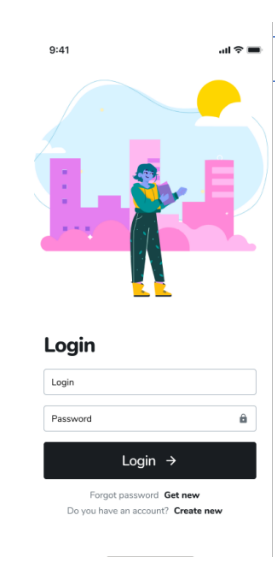 9:41
Login
Login
Password
Login →
Forgot password Get new
Do you have an account? Create new